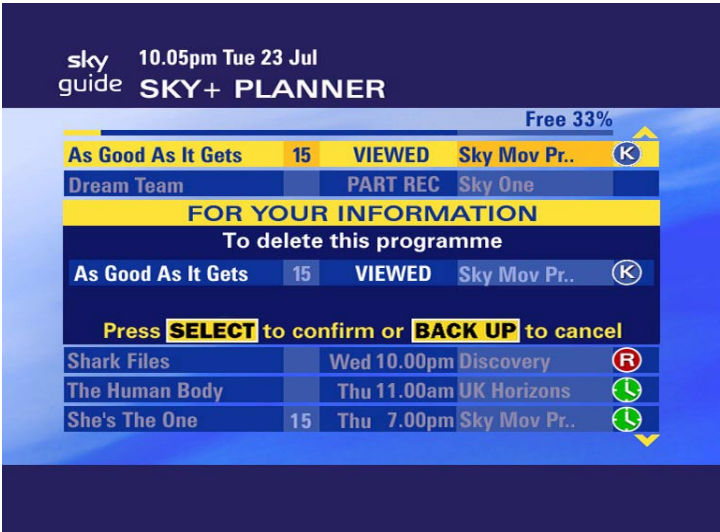 sky guide 10.05pm Tue 23 Jul
SKY+ PLANNER
Free 33%
As Good As It Gets 15 VIEWED Sky Mov Pr.. K
Dream Team PART REC Sky One
FOR YOUR INFORMATION
To delete this programme
As Good As It Gets 15 VIEWED Sky Mov Pr.. K
Press SELECT to confirm or BACK UP to cancel
Shark Files Wed 10.00pm Discovery R
The Human Body Thu 11.00am UK Horizons
She's The One 15 Thu 7.00pm Sky Mov Pr..